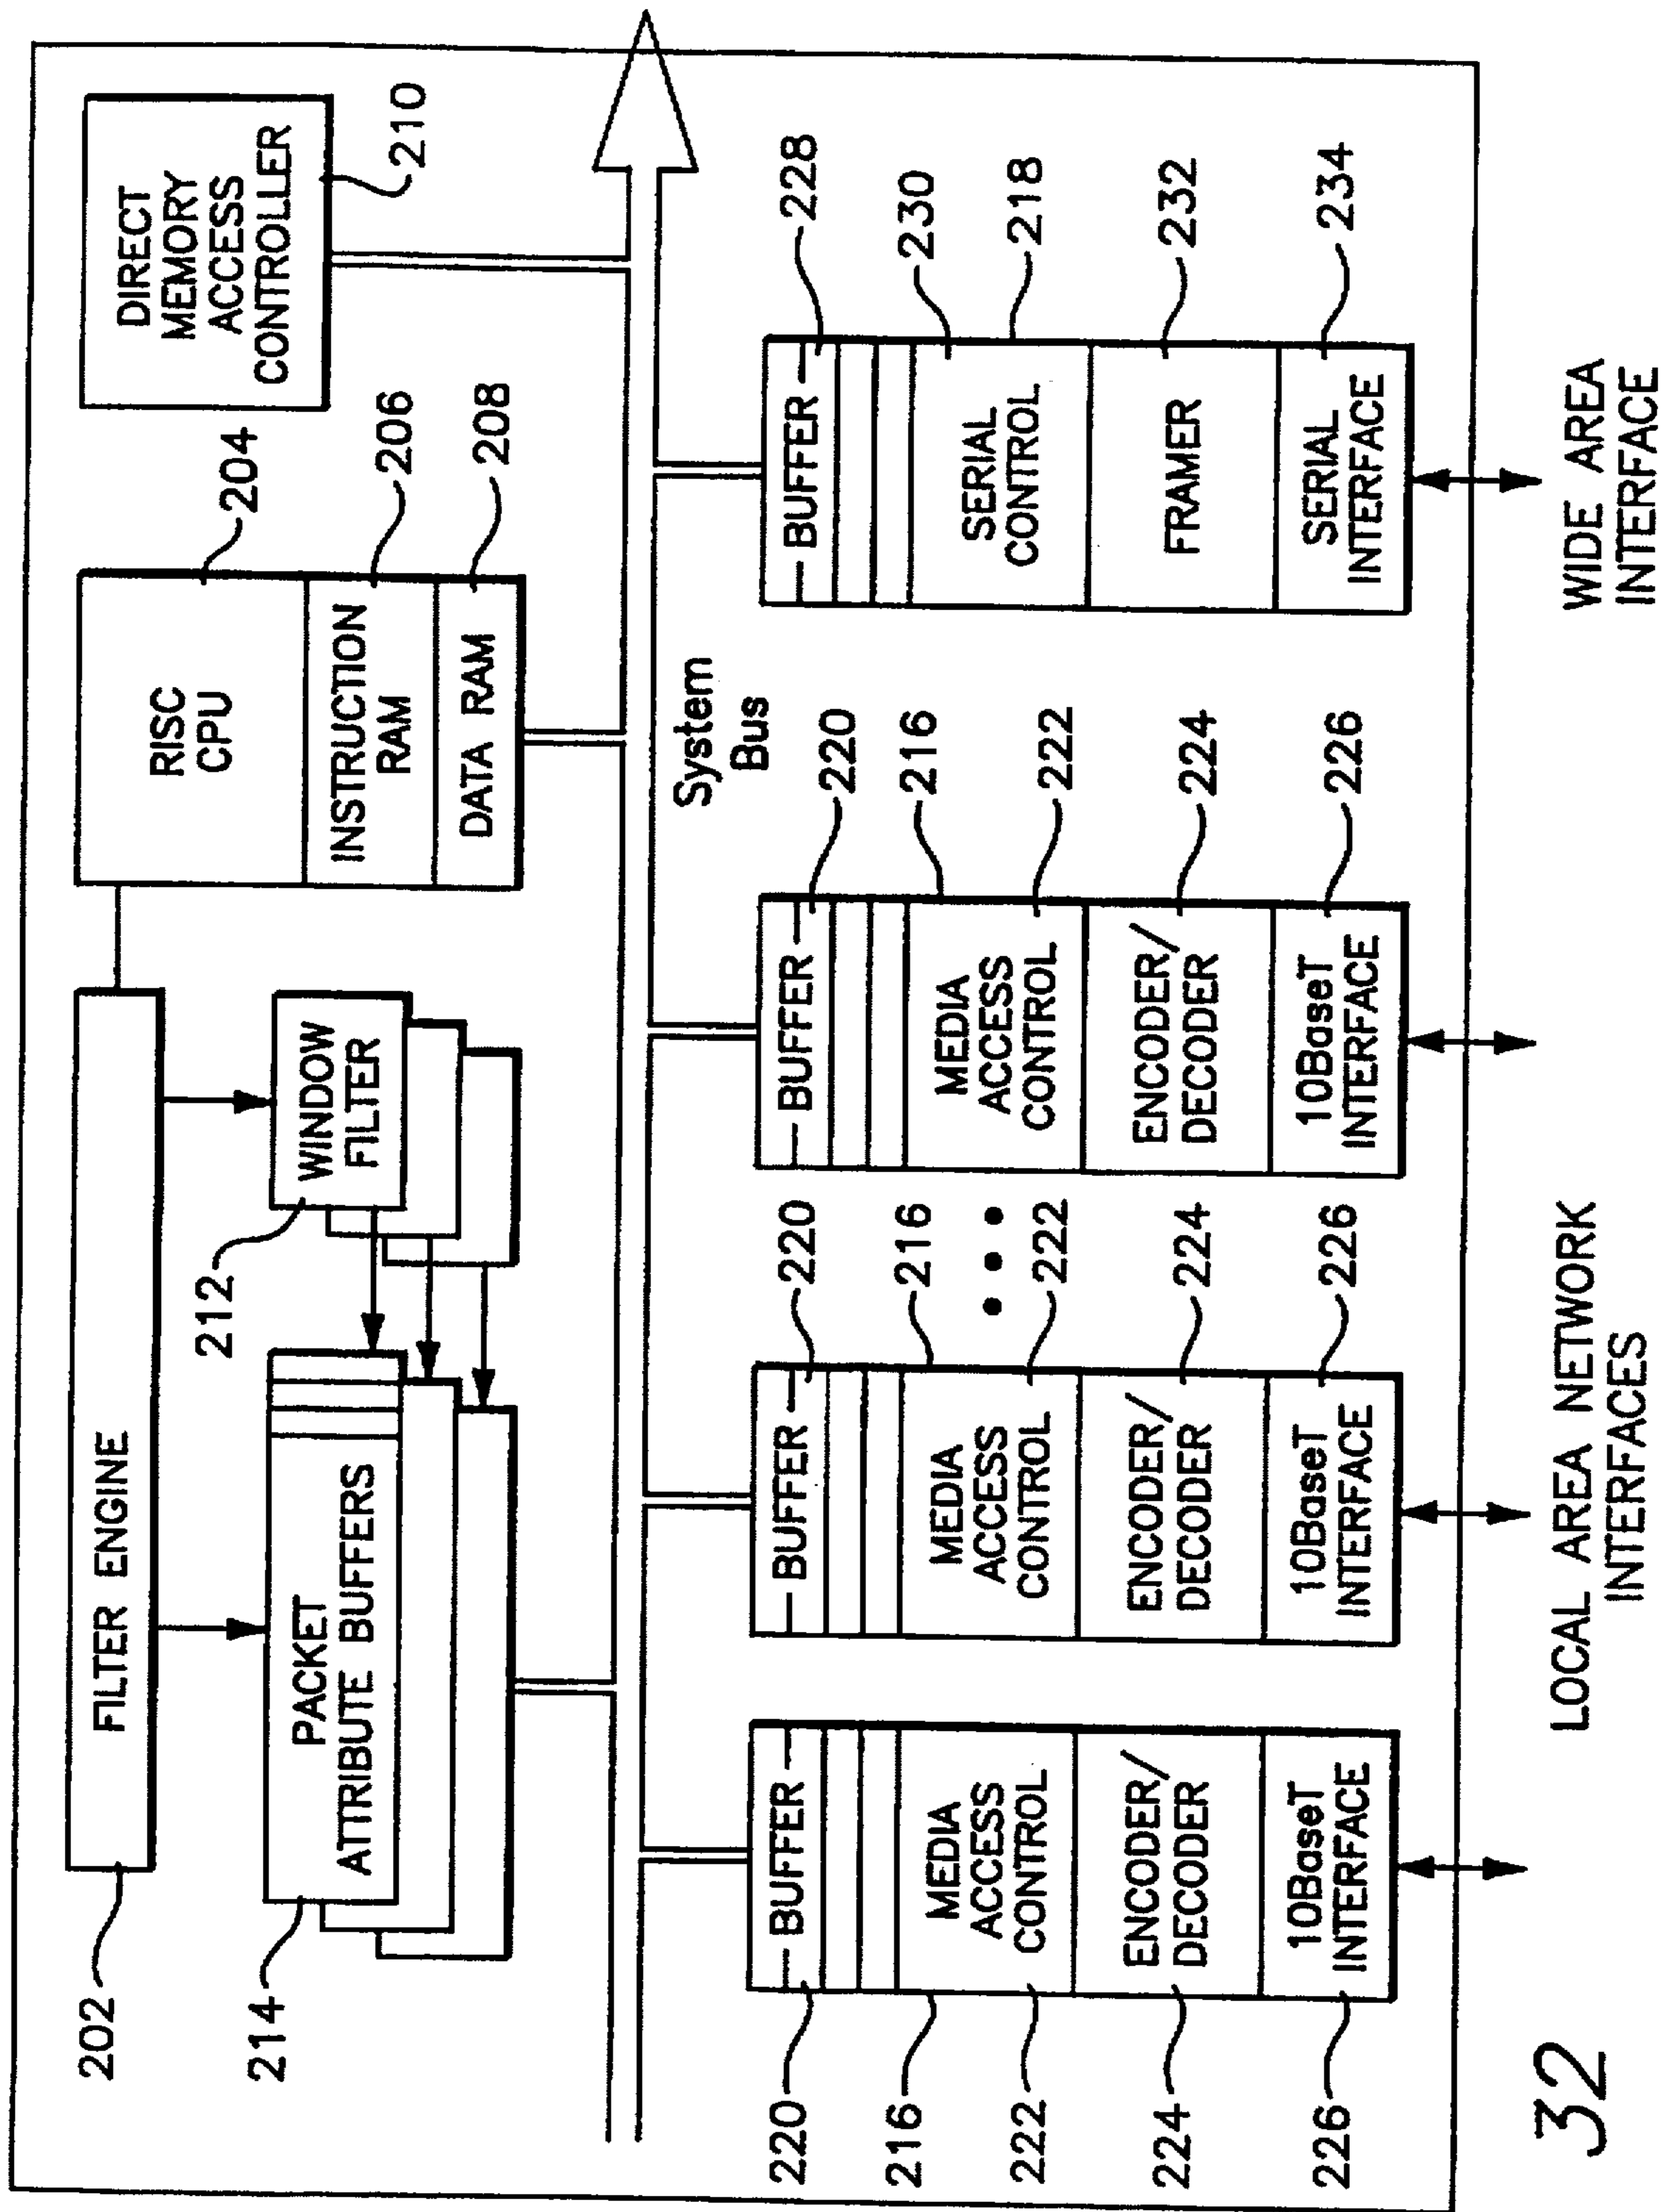 202
FILTER ENGINE
RISC
CPU
204
INSTRUCTION
RAM
206
DATA RAM
208
DIRECT
MEMORY
ACCESS
CONTROLLER
210
212
WINDOW
FILTER
214
PACKET
ATTRIBUTE BUFFERS
System
Bus
220
BUFFER
216
222
MEDIA
ACCESS
CONTROL
224
ENCODER/
DECODER
226
10BaseT
INTERFACE
BUFFER
220
216
MEDIA
ACCESS
CONTROL
222
ENCODER/
DECODER
224
10BaseT
INTERFACE
226
BUFFER
220
216
MEDIA
ACCESS
CONTROL
222
ENCODER/
DECODER
224
10BaseT
INTERFACE
226
BUFFER
228
SERIAL
CONTROL
230
218
FRAMER
232
SERIAL
INTERFACE
234
LOCAL AREA NETWORK
INTERFACES
WIDE AREA
INTERFACE
32